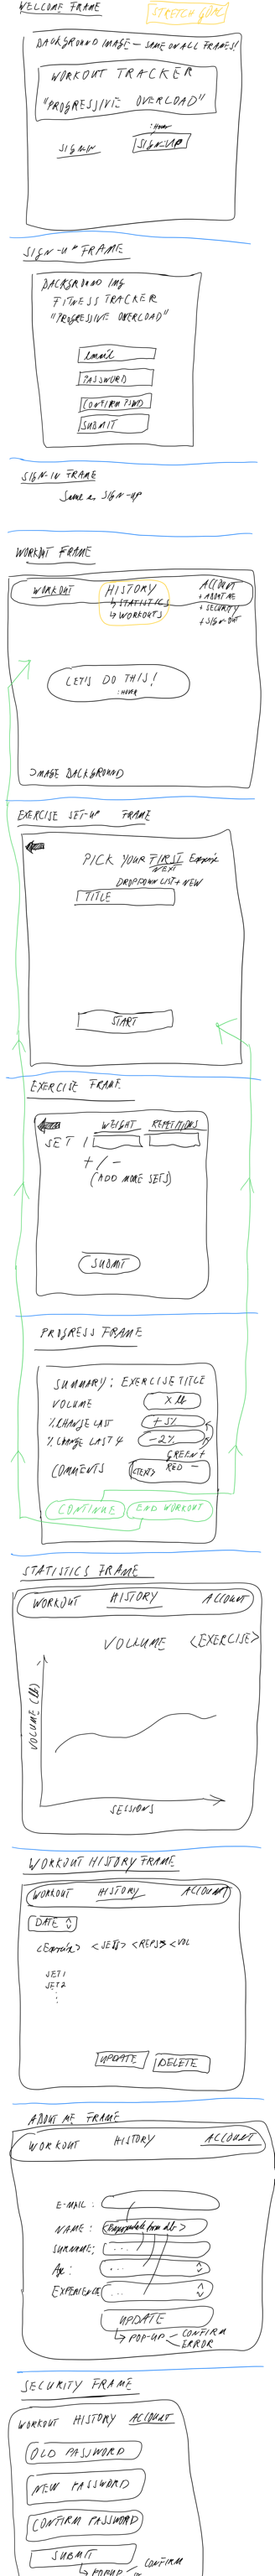 WELCOME FRAME
STRETCH GOAL
BACKGROUND IMAGE — SAME ON ALL FRAMES!
WORKOUT TRACKER
"PROGRESSIVE OVERLOAD"
:Hover
SIGN-IN
SIGN-UP
SIGN-UP FRAME
BACKGROUND IMG
FITNESS TRACKER
"PROGRESSIVE OVERLOAD"
email
PASSWORD
CONFIRM PSWD
SUBMIT
SIGN-IN FRAME
Same as SIGN-UP
WORKOUT FRAME
WORKOUT HISTORY ACCOUNT
↳ STATISTICS
↳ WORKOUTS
+ ABOUT ME
+ SECURITY
+ SIGN-OUT
LET'S DO THIS!
:HOVER
IMAGE BACKGROUND
EXERCISE SET-UP FRAME
PICK YOUR FIRST Exercise
NEXT
DROPDOWN LIST + NEW
TITLE
START
EXERCISE FRAME
WEIGHT REPETITIONS
SET 1
+ / -
(ADD MORE SETS)
SUBMIT
PROGRESS FRAME
SUMMARY: EXERCISE TITLE
VOLUME X lb
% CHANGE LAST +5%
% CHANGE LAST 4 -2%
GREEN +
RED -
COMMENTS <TEXT>
CONTINUE END WORKOUT
STATISTICS FRAME
WORKOUT HISTORY ACCOUNT
VOLUME <EXERCISE>
VOLUME (lb)
SESSIONS
WORKOUT HISTORY FRAME
WORKOUT HISTORY ACCOUNT
DATE
<Exercise> <SETS> <REPS> <VOL
SET 1
SET 2
UPDATE DELETE
ABOUT ME FRAME
WORKOUT HISTORY ACCOUNT
E-MAIL :
NAME : from db>
SURNAME: ...
Age : ...
EXPERIENCE: ...
UPDATE
↳ POP-UP CONFIRM
ERROR
SECURITY FRAME
WORKOUT HISTORY ACCOUNT
OLD PASSWORD
NEW PASSWORD
CONFIRM PASSWORD
SUBMIT
↳ POPUP CONFIRM